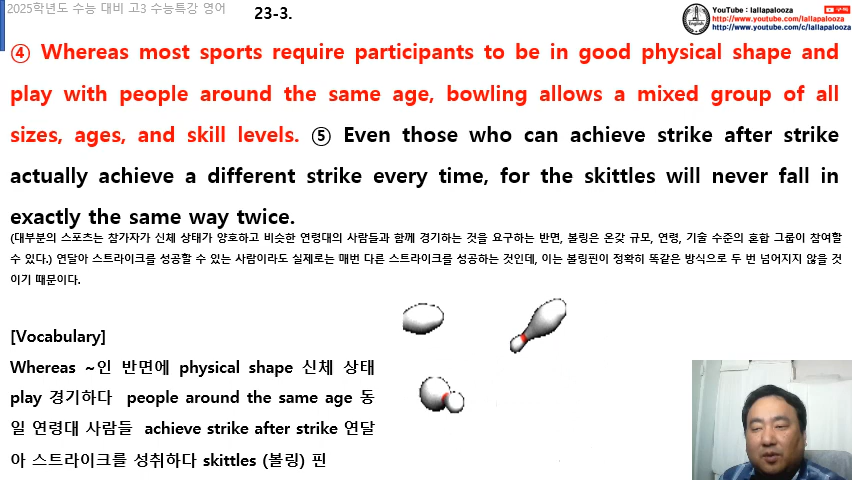 2025학년도 수능 대비 고3 수능특강 영어
23-3.
YouTube : lallapalooza
구독
http://www.youtube.com/lallapalooza
http://www.youtube.com/c/lallapalooza
English
④ Whereas most sports require participants to be in good physical shape and
play with people around the same age, bowling allows a mixed group of all
sizes, ages, and skill levels. ⑤ Even those who can achieve strike after strike
actually achieve a different strike every time, for the skittles will never fall in
exactly the same way twice.
(대부분의 스포츠는 참가자가 신체 상태가 양호하고 비슷한 연령대의 사람들과 함께 경기하는 것을 요구하는 반면, 볼링은 온갖 규모, 연령, 기술 수준의 혼합 그룹이 참여할
수 있다.) 연달아 스트라이크를 성공할 수 있는 사람이라도 실제로는 매번 다른 스트라이크를 성공하는 것인데, 이는 볼링핀이 정확히 똑같은 방식으로 두 번 넘어지지 않을 것
이기 때문이다.
[Vocabulary]
Whereas ~인 반면에 physical shape 신체 상태
play 경기하다 people around the same age 동
일 연령대 사람들 achieve strike after strike 연달
아 스트라이크를 성취하다 skittles (볼링) 핀